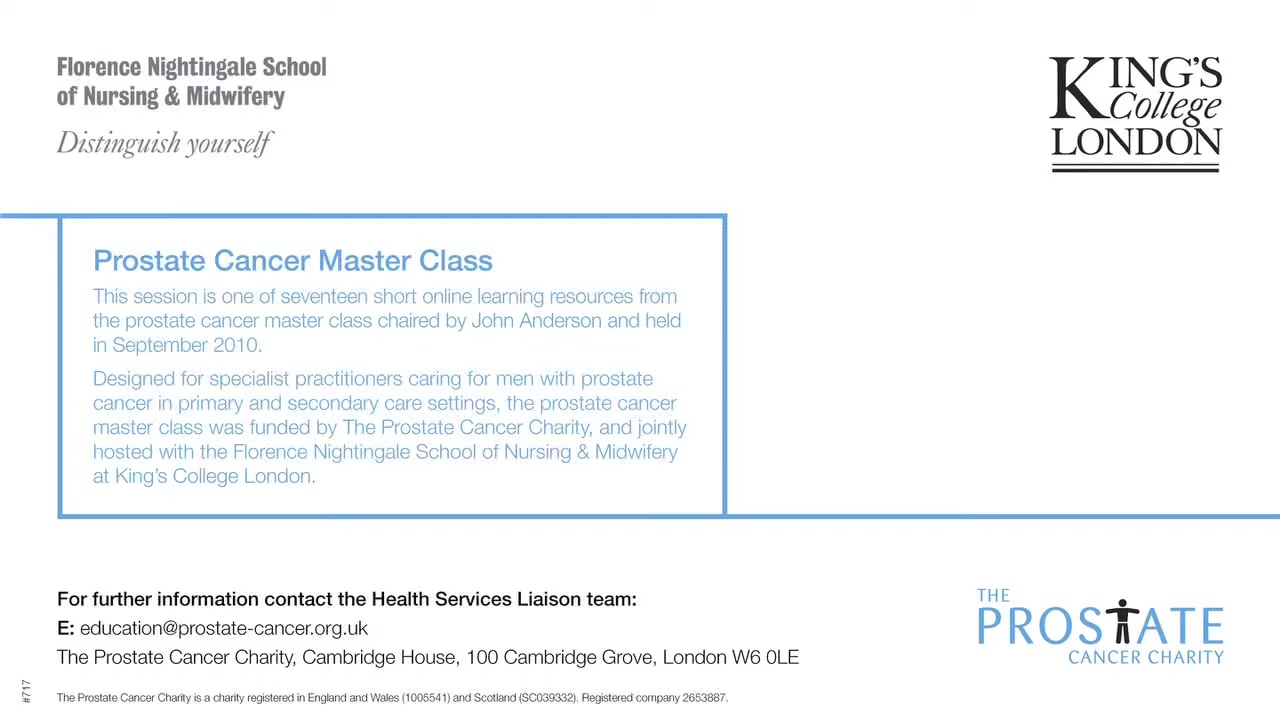 Florence Nightingale School
of Nursing & Midwifery
Distinguish yourself
KING'S
College
LONDON
Prostate Cancer Master Class
This session is one of seventeen short online learning resources from
the prostate cancer master class chaired by John Anderson and held
in September 2010.
Designed for specialist practitioners caring for men with prostate
cancer in primary and secondary care settings, the prostate cancer
master class was funded by The Prostate Cancer Charity, and jointly
hosted with the Florence Nightingale School of Nursing & Midwifery
at King's College London.
For further information contact the Health Services Liaison team:
E: education@prostate-cancer.org.uk
The Prostate Cancer Charity, Cambridge House, 100 Cambridge Grove, London W6 0LE
THE
PROSTATE
CANCER CHARITY
#717
The Prostate Cancer Charity is a charity registered in England and Wales (1005541) and Scotland (SC039332). Registered company 2653887.